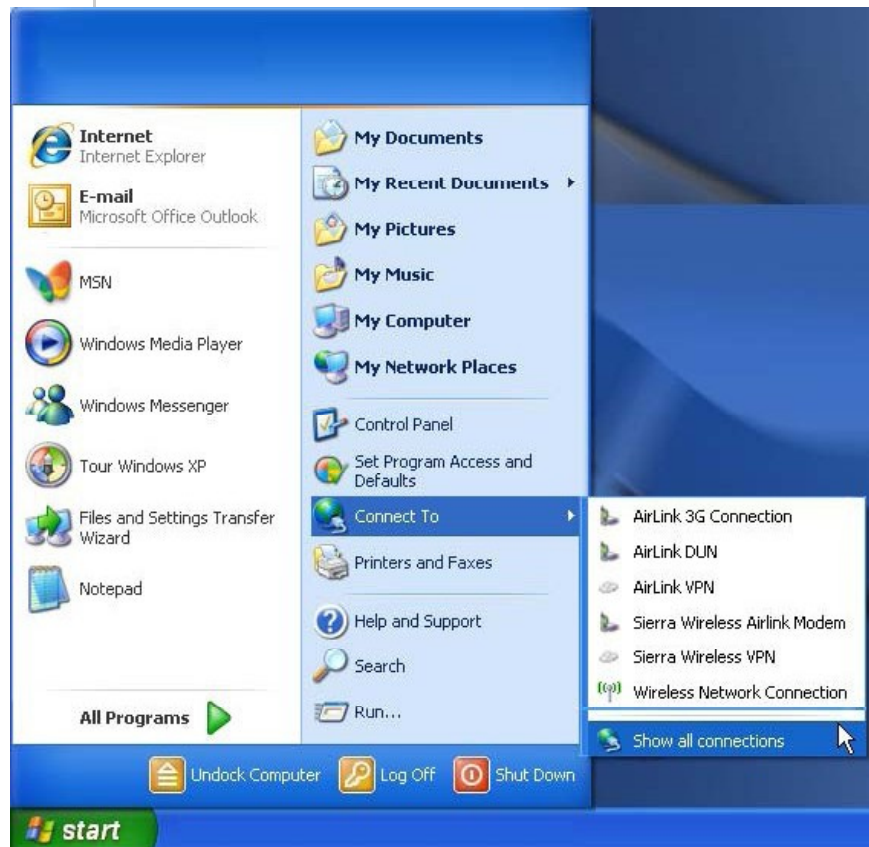 Internet
Internet Explorer
E-mail
Microsoft Office Outlook
MSN
Windows Media Player
Windows Messenger
Tour Windows XP
Files and Settings Transfer
Wizard
Notepad
All Programs
My Documents
My Recent Documents
My Pictures
My Music
My Computer
My Network Places
Control Panel
Set Program Access and
Defaults
Connect To
Printers and Faxes
Help and Support
Search
Run...
AirLink 3G Connection
AirLink DUN
AirLink VPN
Sierra Wireless Airlink Modem
Sierra Wireless VPN
Wireless Network Connection
Show all connections
Undock Computer
Log Off
Shut Down
start